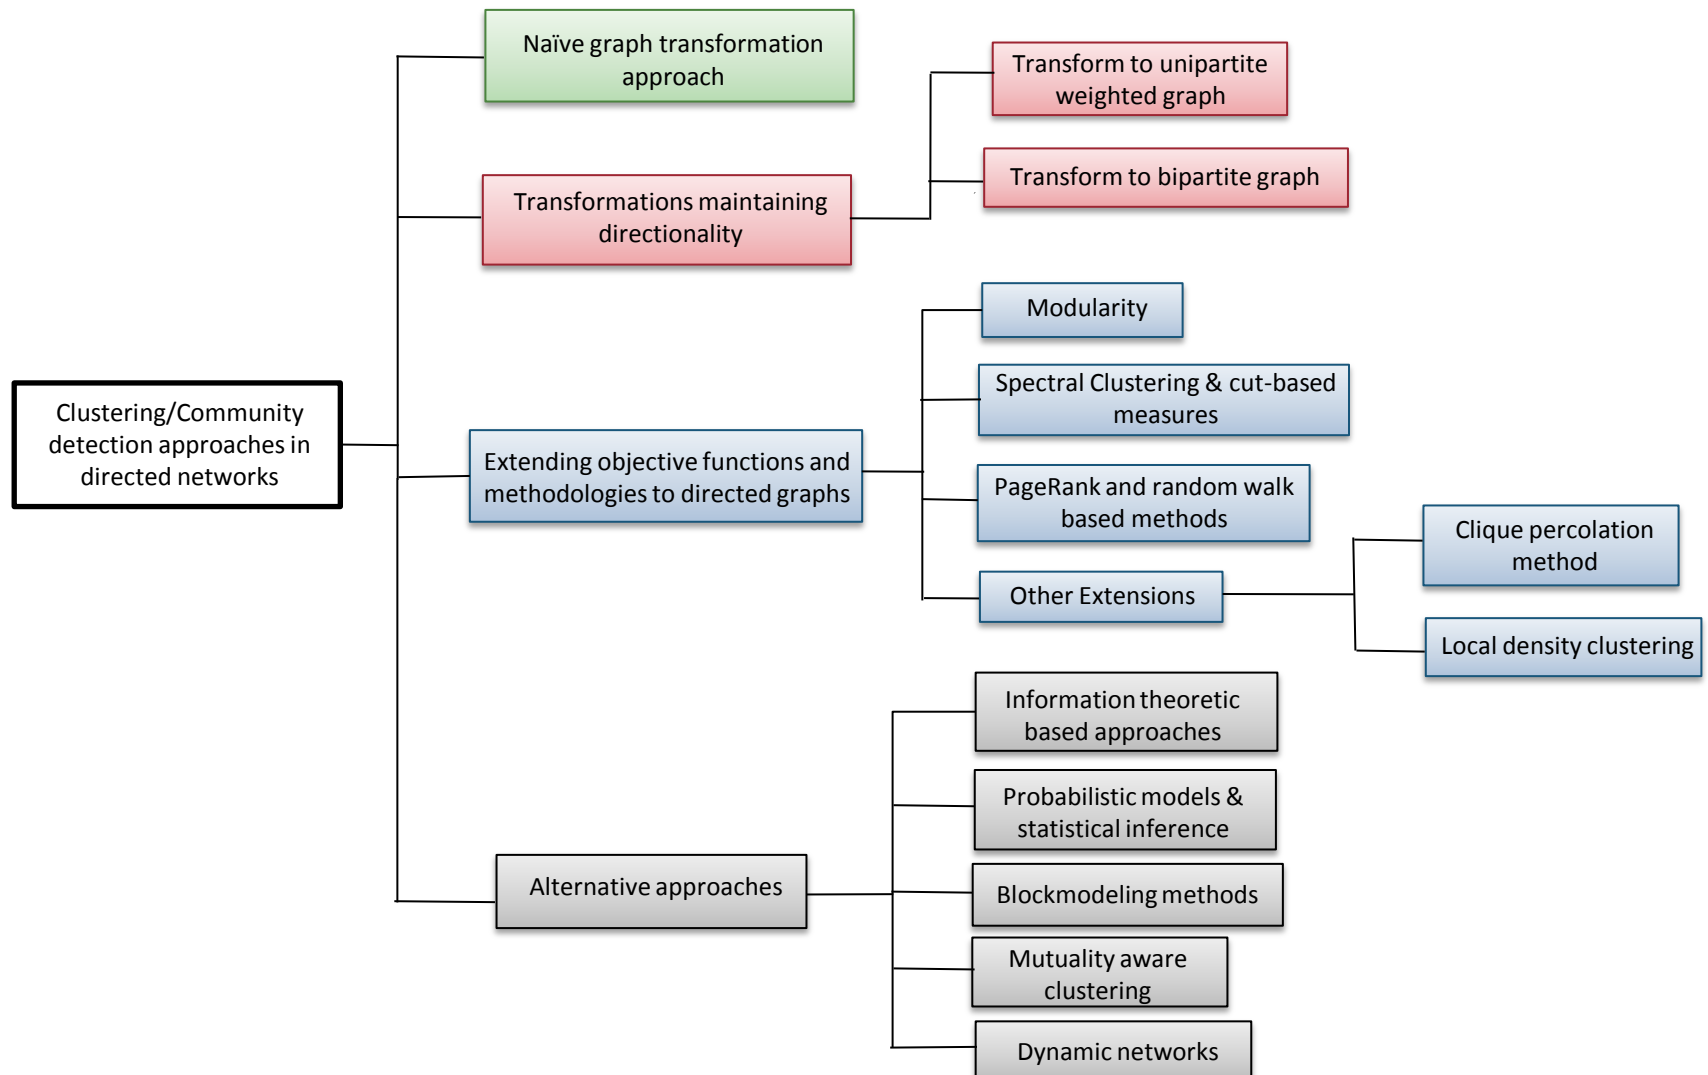 Naïve graph transformation
approach
Transform to unipartite
weighted graph
Transform to bipartite graph
Transformations maintaining
directionality
Modularity
Spectral Clustering & cut-based
measures
Clustering/Community
detection approaches in
directed networks
Extending objective functions and
methodologies to directed graphs
PageRank and random walk
based methods
Clique percolation
method
Other Extensions
Local density clustering
Information theoretic
based approaches
Probabilistic models &
statistical inference
Alternative approaches
Blockmodeling methods
Mutuality aware
clustering
Dynamic networks